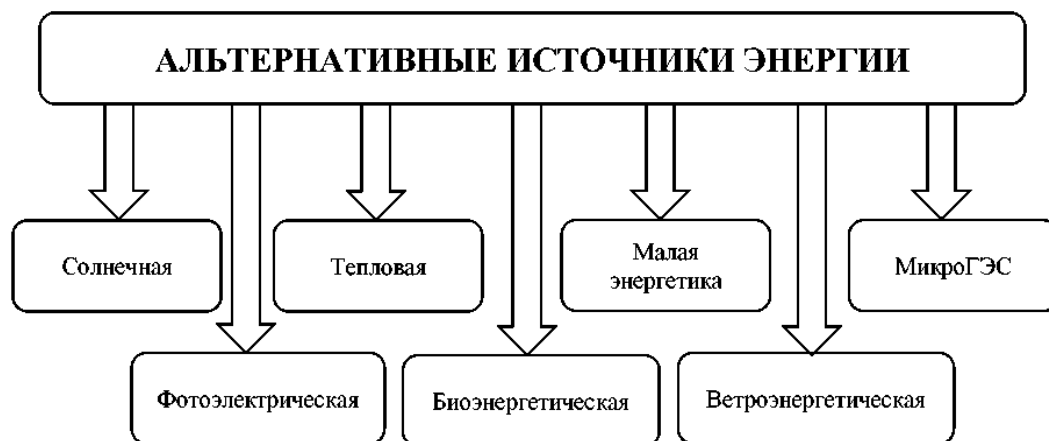 АЛЬТЕРНАТИВНЫЕ ИСТОЧНИКИ ЭНЕРГИИ
Солнечная
Тепловая
Малая
энергетика
МикроГЭС
Фотоэлектрическая
Биоэнергетическая
Ветроэнергетическая